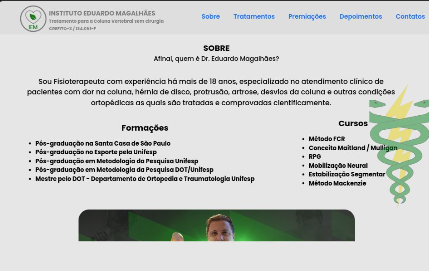 INSTITUTO EDUARDO MAGALHÃES
Tratamento para a Coluna Vertebral sem cirurgia
EM
Sobre Tratamentos Premiações Depoimentos Contatos
SOBRE
Afinal, quem é Dr. Eduardo Magalhães?
Sou Fisioterapeuta com experiência há mais de 18 anos, especializado no atendimento clínico de
pacientes com dor na coluna, hérnia de disco, protrusão, artrose, desvios da coluna e outras condições
ortopédicas as quais são tratadas e comprovadas cientificamente.
Formações
Pós-graduação na Santa Casa de São Paulo
Pós-graduação no Esporte pela Unifesp
Pós-graduação em Metodologia da Pesquisa Unifesp
Pós-graduação em Metodologia da Pesquisa DOT/Unifesp
Mestre pelo DOT - Departamento de Ortopedia e Traumatologia Unifesp
Cursos
Método FCR
Conceito Maitland / Mulligan
RPG
Mobilização Neural
Estabilização Segmentar
Método Mackenzie